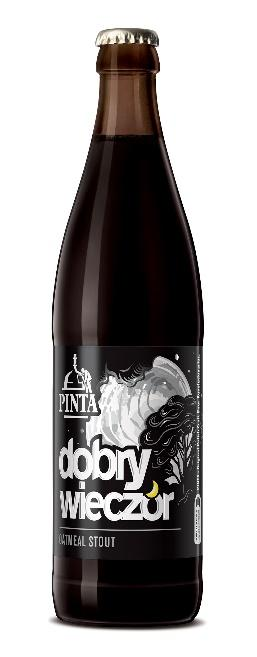 PINTA
dobry
wieczór
OATMEAL STOUT